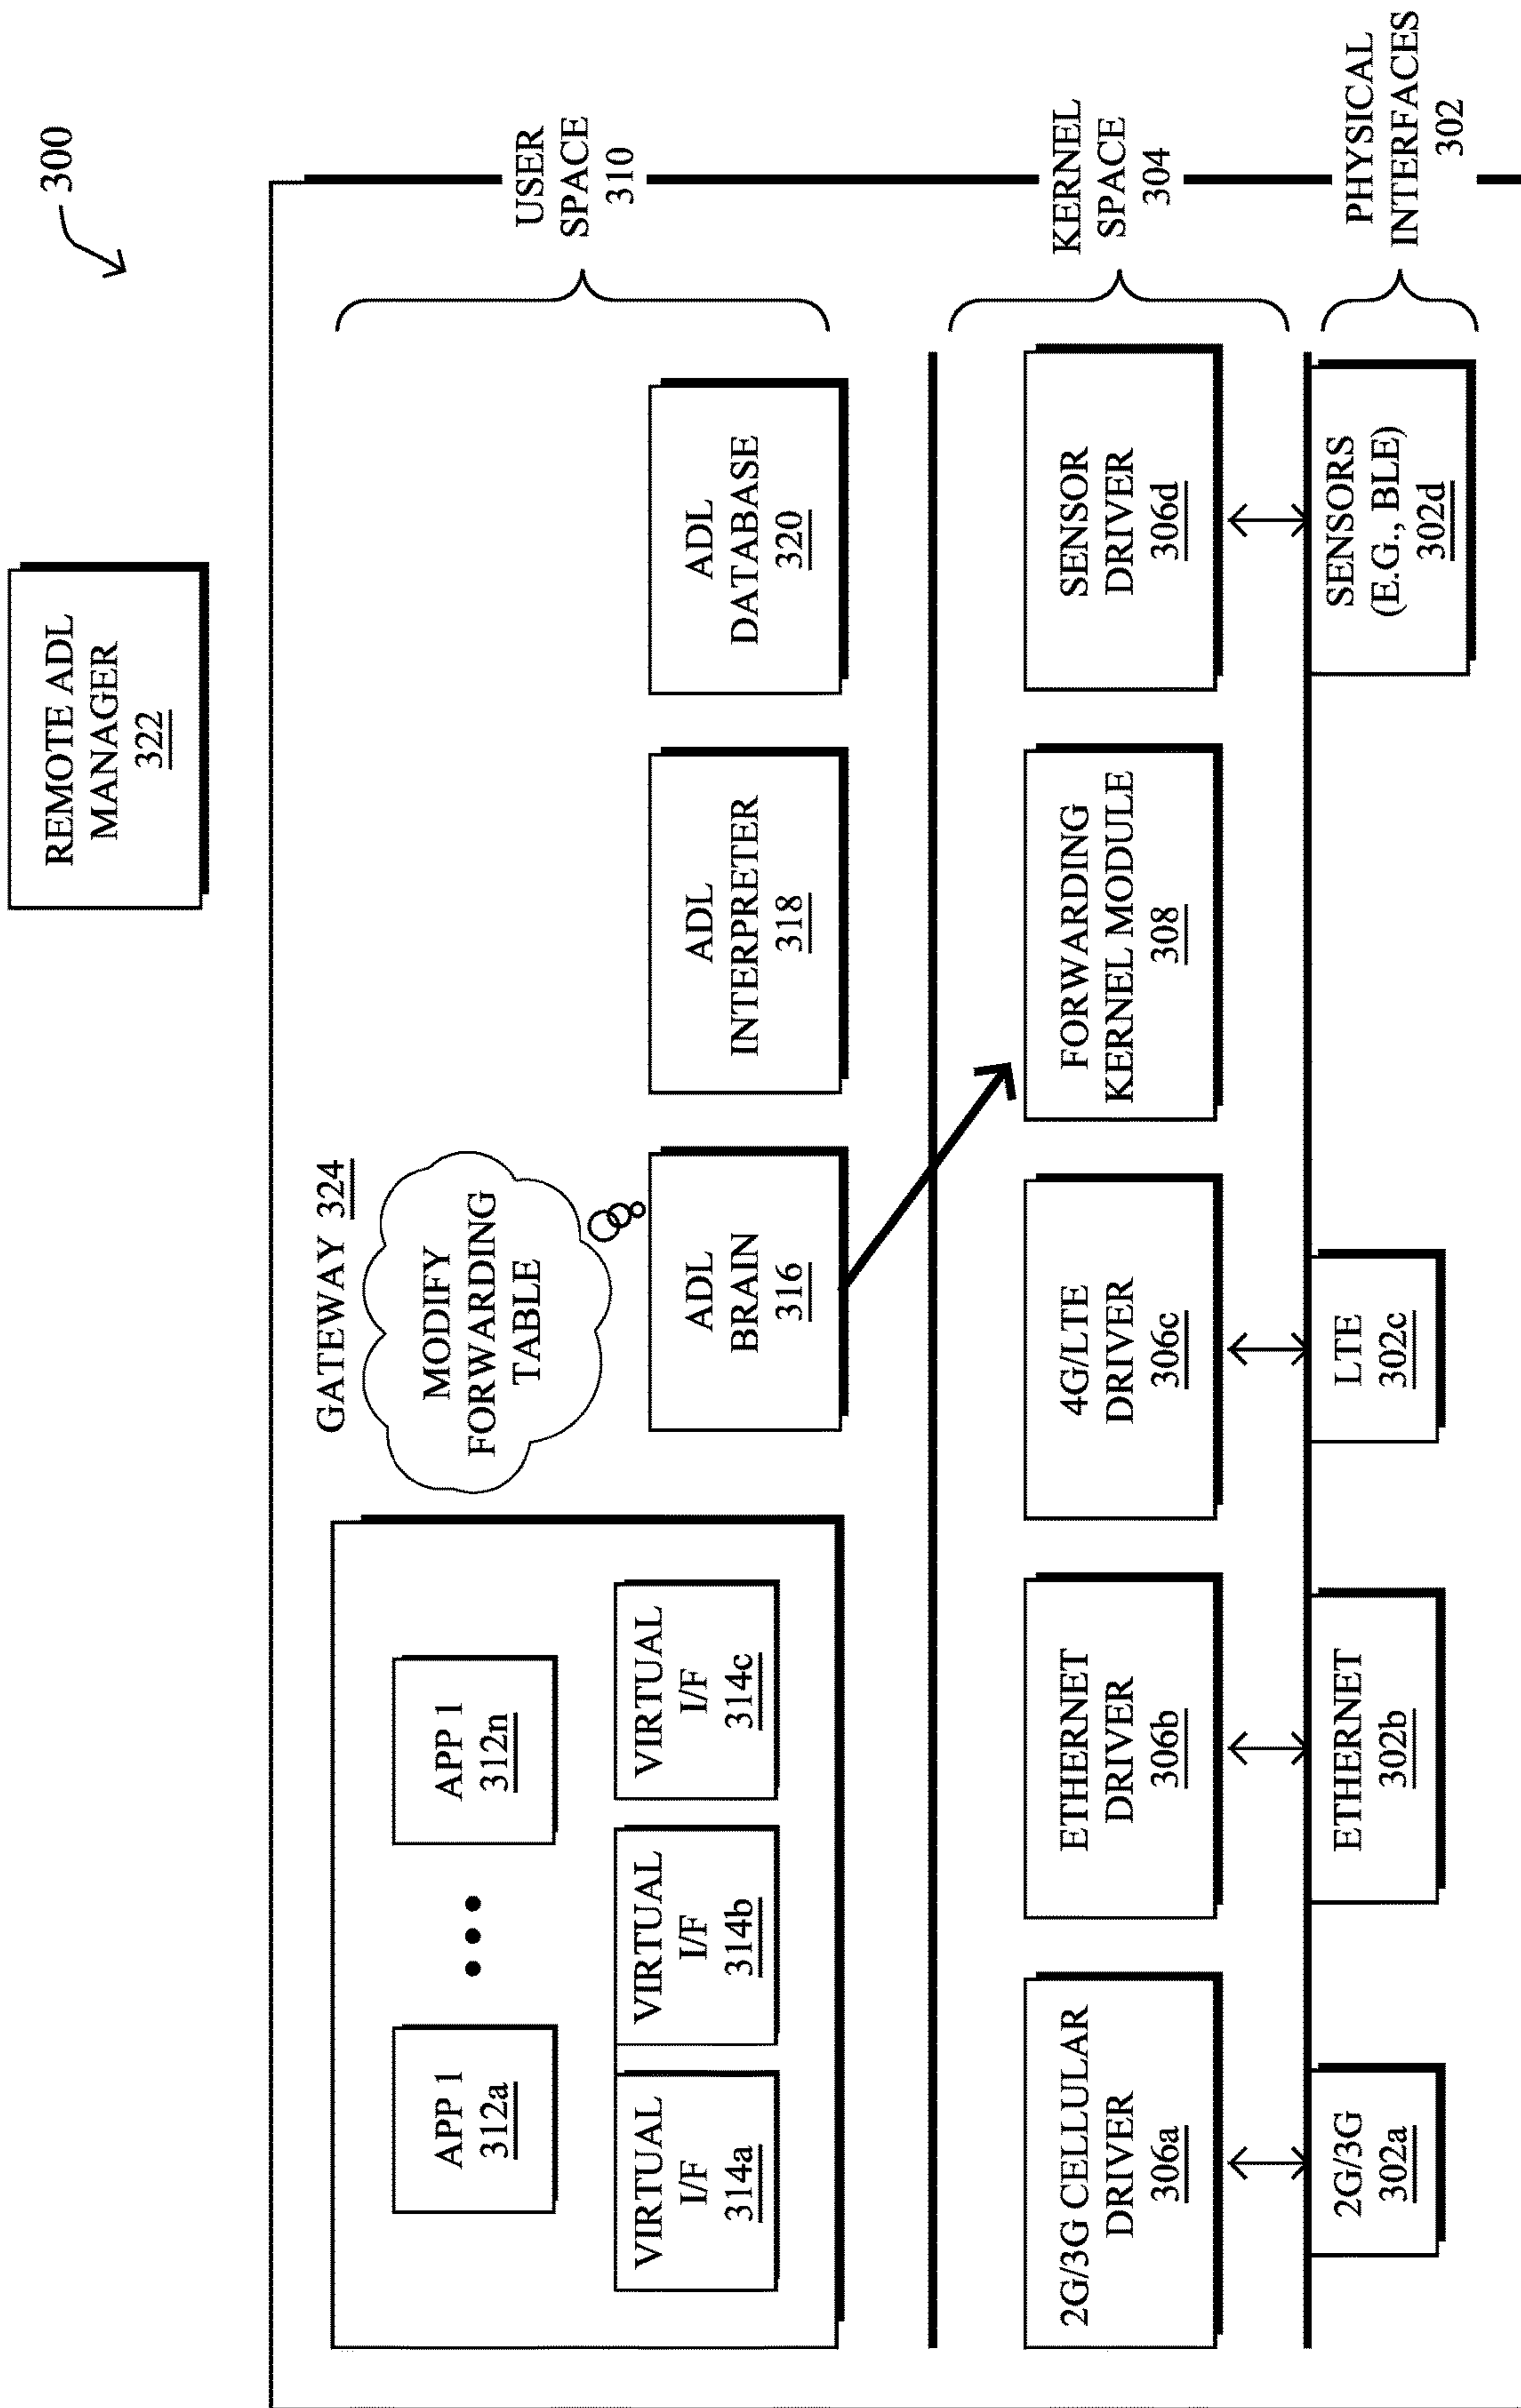 300
REMOTE ADL
MANAGER
322
GATEWAY 324
MODIFY
FORWARDING
TABLE
APP 1
312a
APP 1
312n
VIRTUAL
I/F
314a
VIRTUAL
I/F
314b
VIRTUAL
I/F
314c
ADL
BRAIN
316
ADL
INTERPRETER
318
ADL
DATABASE
320
USER
SPACE
310
2G/3G CELLULAR
DRIVER
306a
ETHERNET
DRIVER
306b
4G/LTE
DRIVER
306c
FORWARDING
KERNEL MODULE
308
SENSOR
DRIVER
306d
KERNEL
SPACE
304
2G/3G
302a
ETHERNET
302b
LTE
302c
SENSORS
(E.G., BLE)
302d
PHYSICAL
INTERFACES
302